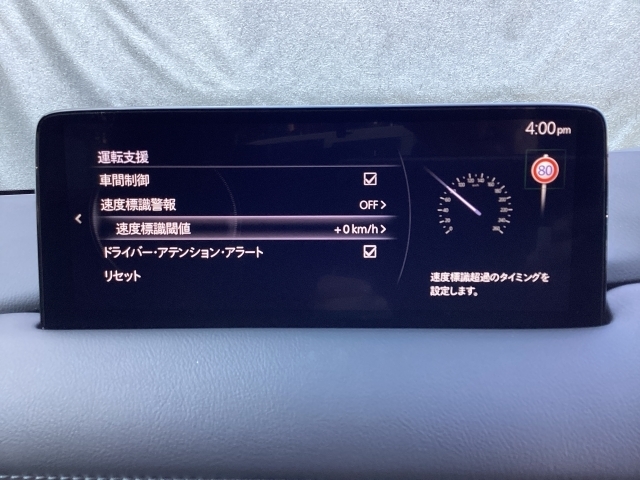 4:00pm
運転支援
車間制御
速度標識警報 OFF
速度標識閾値 +0km/h
ドライバー・アテンション・アラート
リセット
80
速度標識超過のタイミングを
設定します。